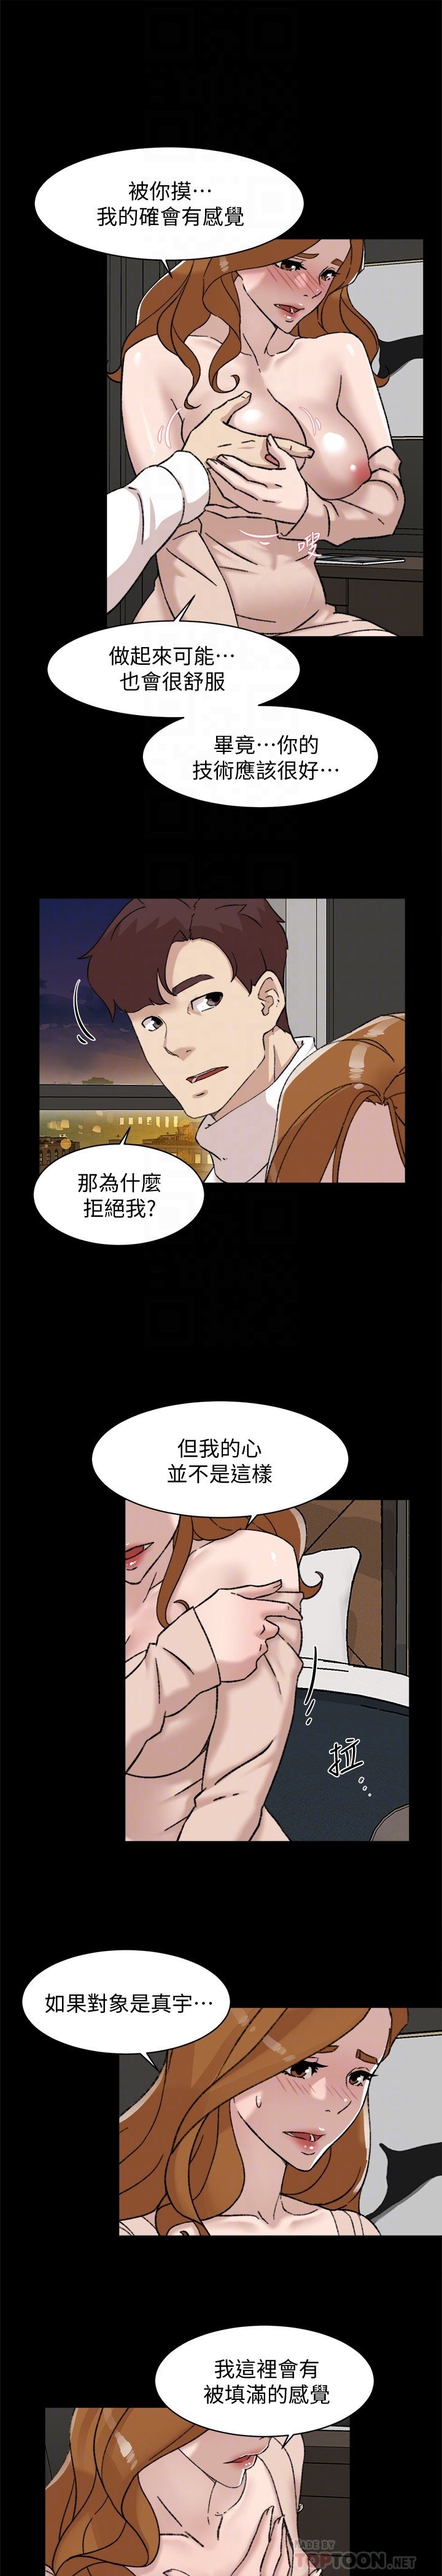 被你摸⋯
我的確會有感覺
嗖
做起來可能⋯
也會很舒服
畢竟⋯你的
技術應該很好⋯
那為什麼
拒絕我?
但我的心
並不是這樣
拉
如果對象是真宇⋯
我這裡會有
被填滿的感覺
MADE BY
TOPTOON.NET